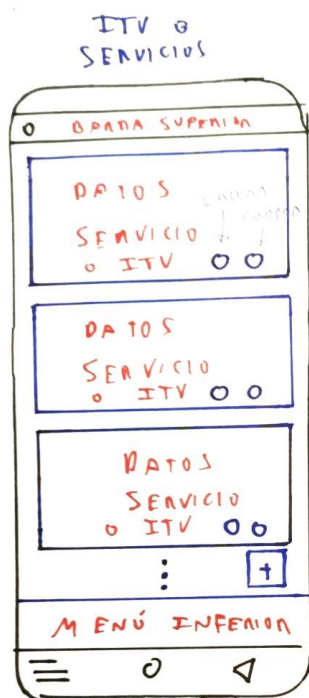 ITV o
SERVICIOS
o BARRA SUPERIOR
DATOS
SERVICIO
o ITV
DATOS
SERVICIO
o ITV
DATOS
SERVICIO
o ITV
+
MENÚ INFERIOR